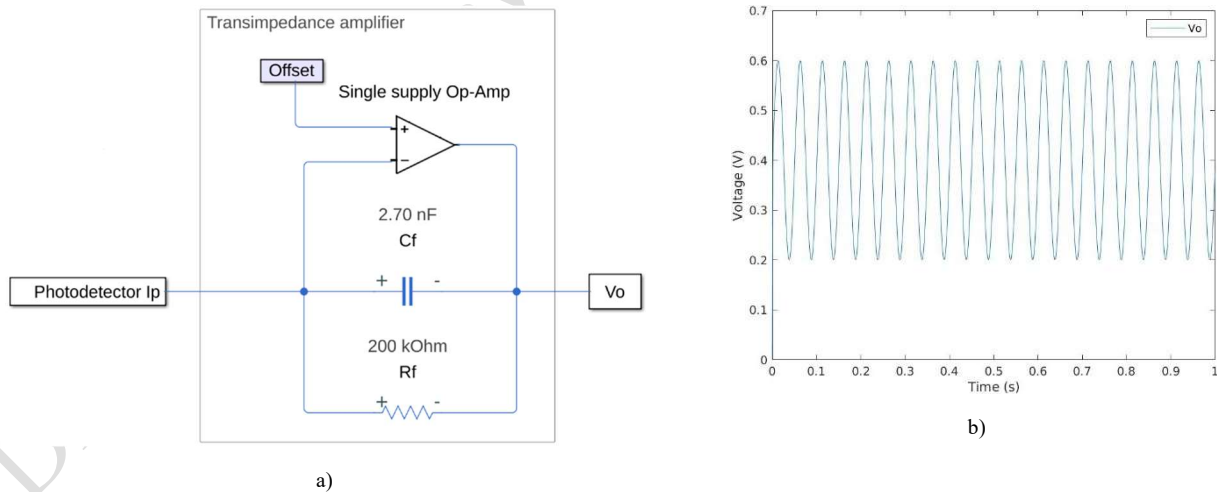 Transimpedance amplifier
Offset
Single supply Op-Amp
+
−
2.70 nF
Cf
+ -
Photodetector Ip
Vo
200 kOhm
Rf
+ -
a)
0.7
0.6
0.5
0.4
0.3
0.2
0.1
0
Voltage (V)
Vo
0 0.1 0.2 0.3 0.4 0.5 0.6 0.7 0.8 0.9 1
Time (s)
b)